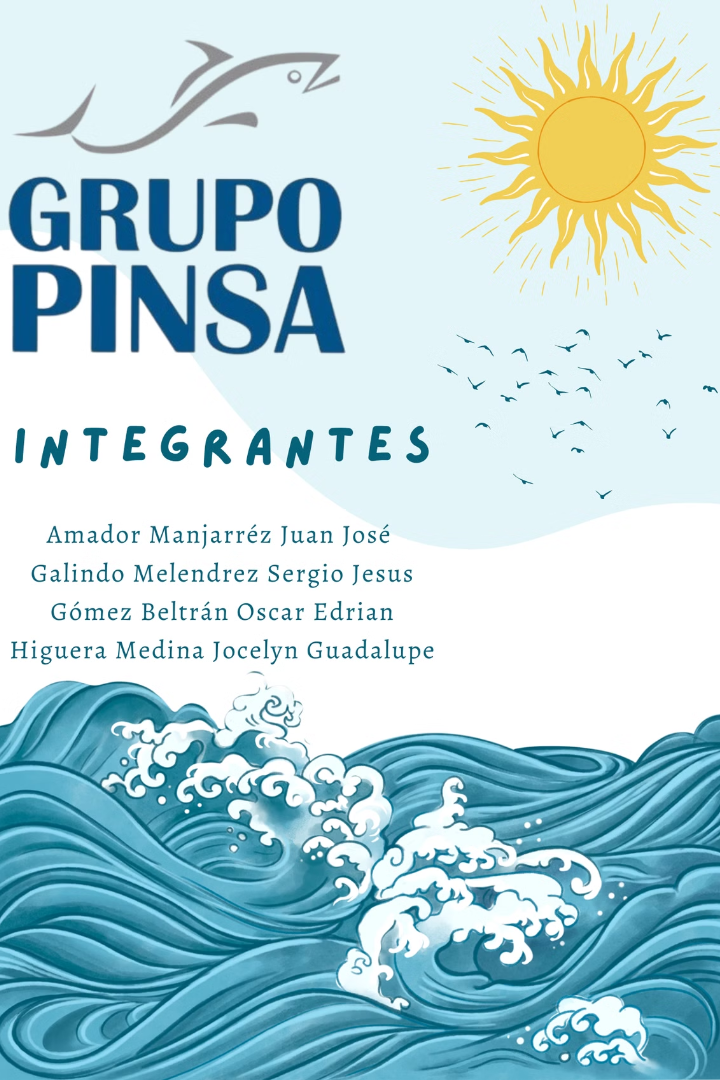 GRUPO
PINSA
INTEGRANTES
Amador Manjarréz Juan José
Galindo Melendrez Sergio Jesus
Gómez Beltrán Oscar Edrian
Higuera Medina Jocelyn Guadalupe